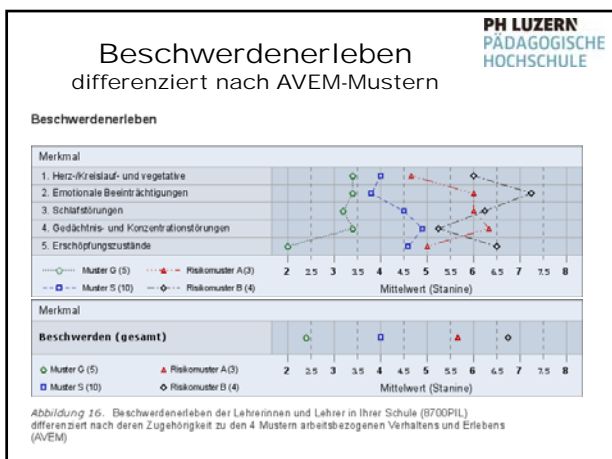 PH LUZERN
PÄDAGOGISCHE
HOCHSCHULE
Beschwerdenerleben
differenziert nach AVEM-Mustern
Beschwerdenerleben
Merkmal
1. Herz-/Kreislauf- und vegetative
2. Emotionale Beeinträchtigungen
3. Schlafstörungen
4. Gedächtnis- und Konzentrationstörungen
5. Erschöpfungszustände
Muster G (5) Risikomuster A(3)
Muster S (10) Risikomuster B (4)
2 2.5 3 3.5 4 4.5 5 5.5 6 6.5 7 7.5 8
Mittelwert (Stanine)
Merkmal
Beschwerden (gesamt)
Muster G (5) Risikomuster A(3)
Muster S (10) Risikomuster B (4)
2 2.5 3 3.5 4 4.5 5 5.5 6 6.5 7 7.5 8
Mittelwert (Stanine)
Abbildung 16. Beschwerdenerleben der Lehrerinnen und Lehrer in Ihrer Schule (8700PIL)
differenziert nach deren Zugehörigkeit zu den 4 Mustern arbeitsbezogenen Verhaltens und Erlebens
(AVEM)